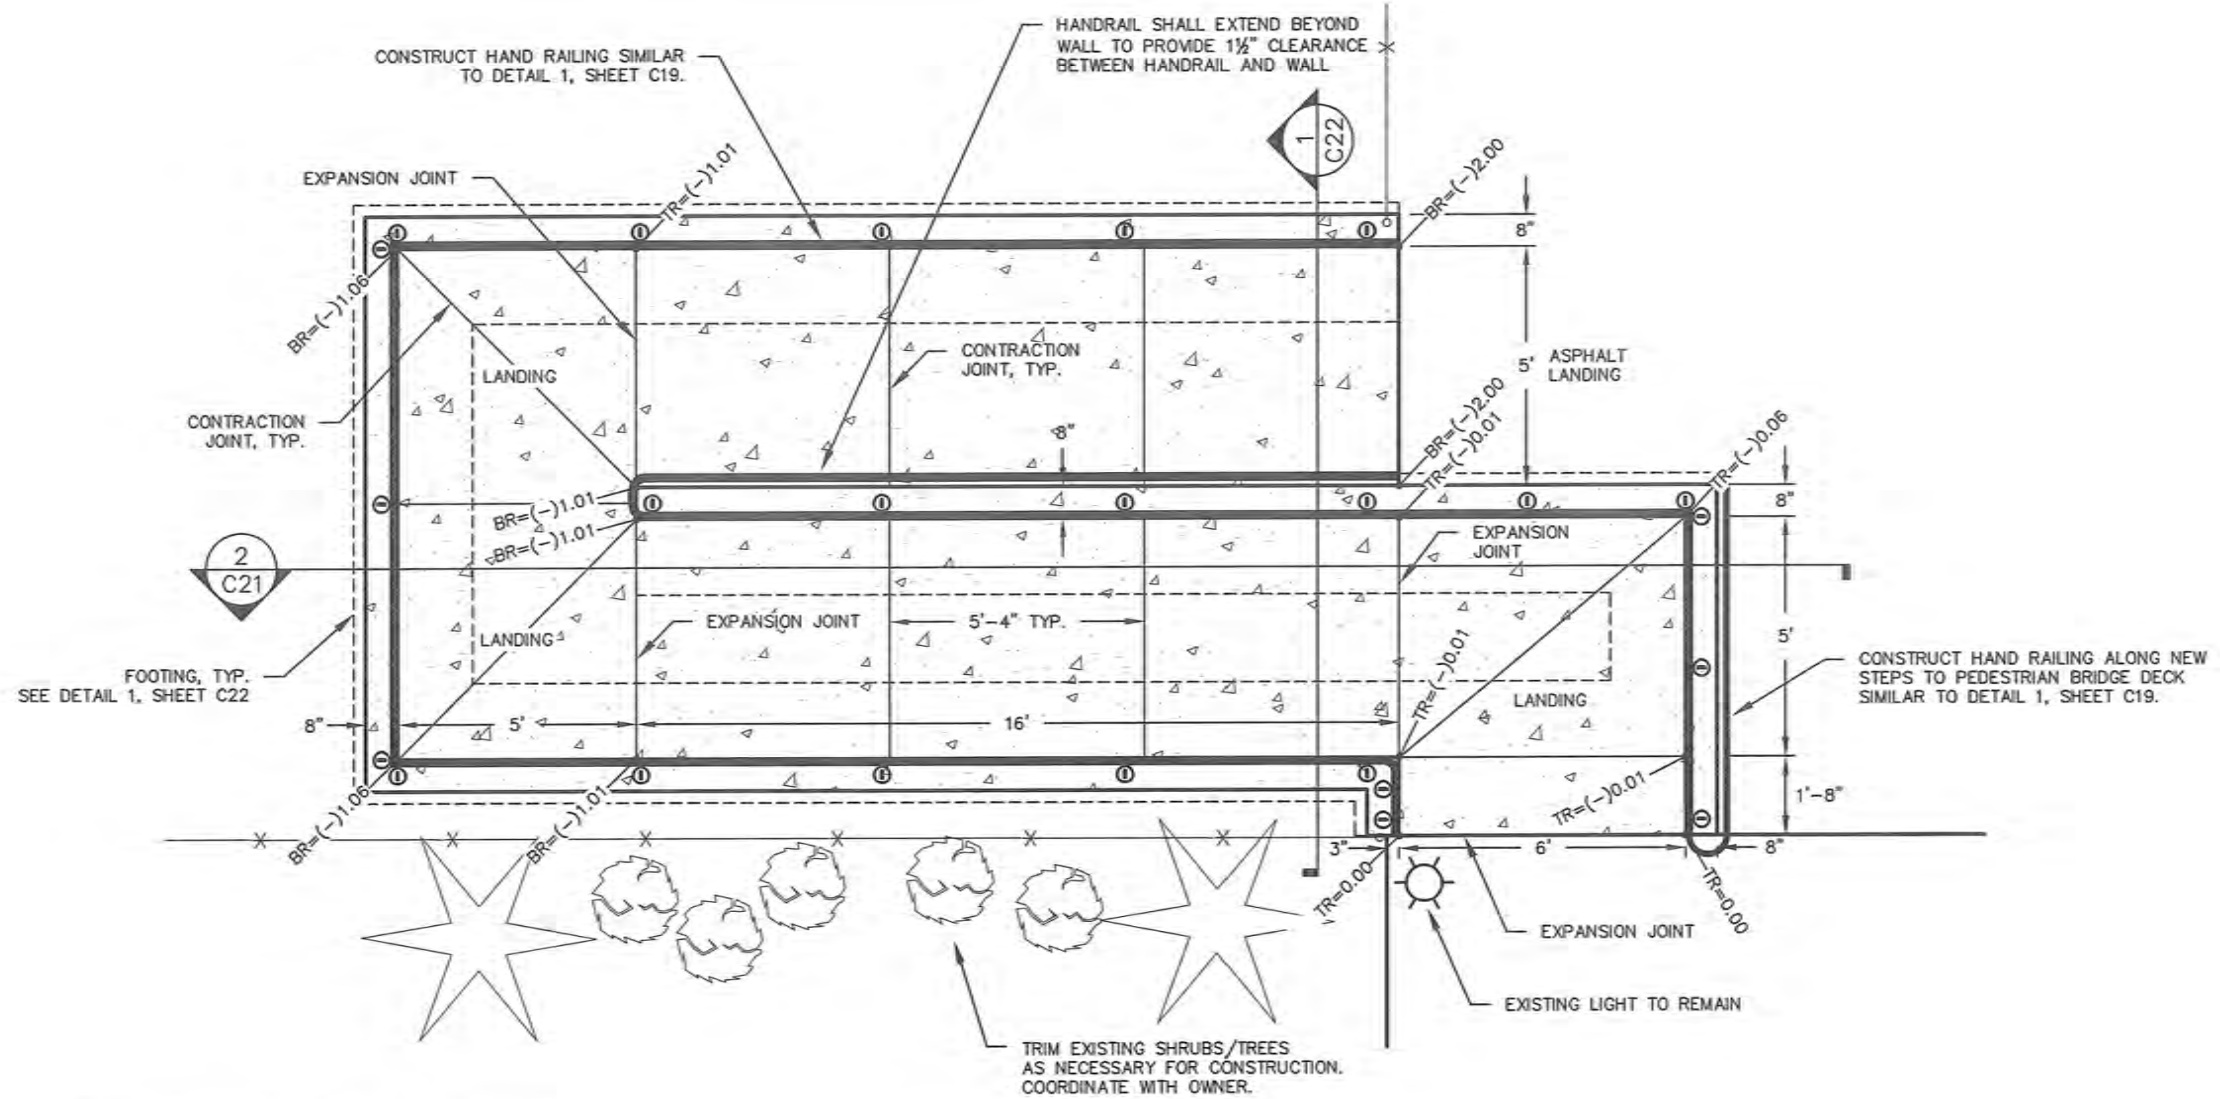 HANDRAIL SHALL EXTEND BEYOND
WALL TO PROVIDE 1½" CLEARANCE
BETWEEN HANDRAIL AND WALL
CONSTRUCT HAND RAILING SIMILAR
TO DETAIL 1, SHEET C19.
1
C22
EXPANSION JOINT
TR=(-)1.01
BR=(-)2.00
8"
BR=(-)1.06
LANDING
CONTRACTION
JOINT, TYP.
5'
ASPHALT
LANDING
CONTRACTION
JOINT, TYP.
8"
BR=(-)2.00
TR=(-)0.01
TR=(-)0.06
BR=(-)1.01
BR=(-)1.01
8"
EXPANSION
JOINT
2
C21
EXPANSION JOINT
5'-4" TYP.
LANDING
TR=(-)0.01
5'
FOOTING, TYP.
SEE DETAIL 1, SHEET C22
CONSTRUCT HAND RAILING ALONG NEW
STEPS TO PEDESTRIAN BRIDGE DECK
SIMILAR TO DETAIL 1, SHEET C19.
LANDING
8"
5'
16'
TR=(-)0.01
1'-8"
BR=(-)1.06
BR=(-)1.01
3"
6'
8"
TR=0.00
TR=0.00
EXPANSION JOINT
EXISTING LIGHT TO REMAIN
TRIM EXISTING SHRUBS/TREES
AS NECESSARY FOR CONSTRUCTION.
COORDINATE WITH OWNER.